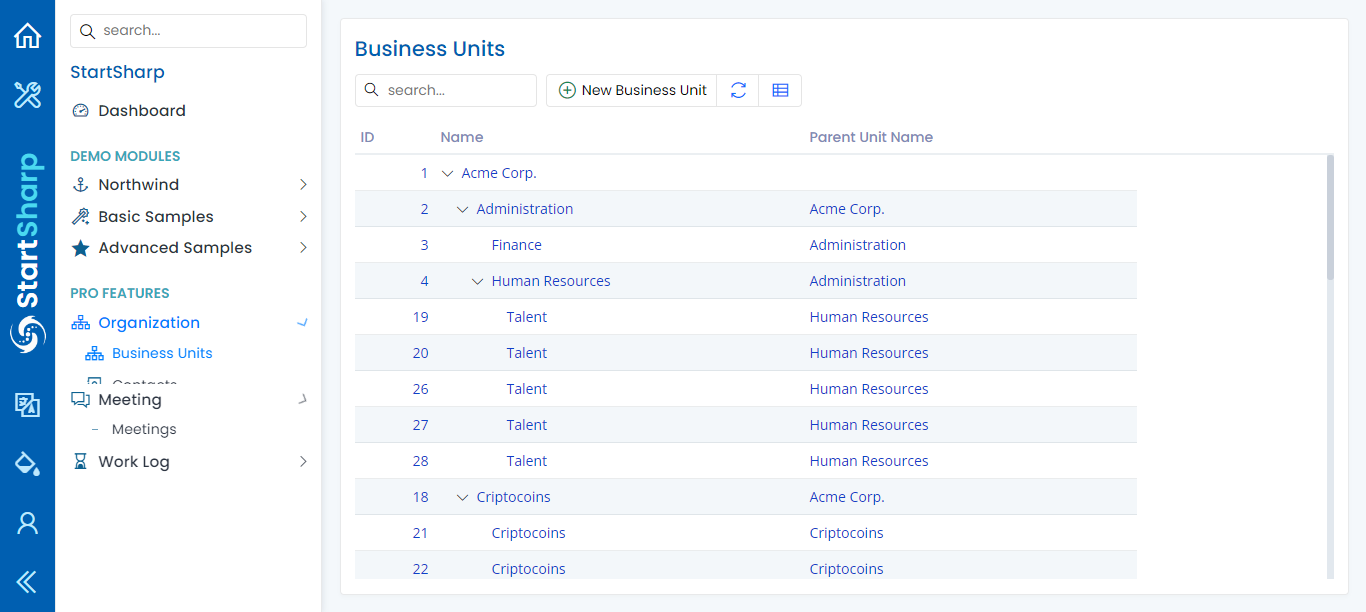 StartSharp
search...
StartSharp
Dashboard
DEMO MODULES
Northwind
Basic Samples
Advanced Samples
PRO FEATURES
Organization
Business Units
Contacts
Meeting
Meetings
Work Log
Business Units
search...
New Business Unit
ID Name Parent Unit Name
1 Acme Corp.
2 Administration Acme Corp.
3 Finance Administration
4 Human Resources Administration
19 Talent Human Resources
20 Talent Human Resources
26 Talent Human Resources
27 Talent Human Resources
28 Talent Human Resources
18 Criptocoins Acme Corp.
21 Criptocoins Criptocoins
22 Criptocoins Criptocoins